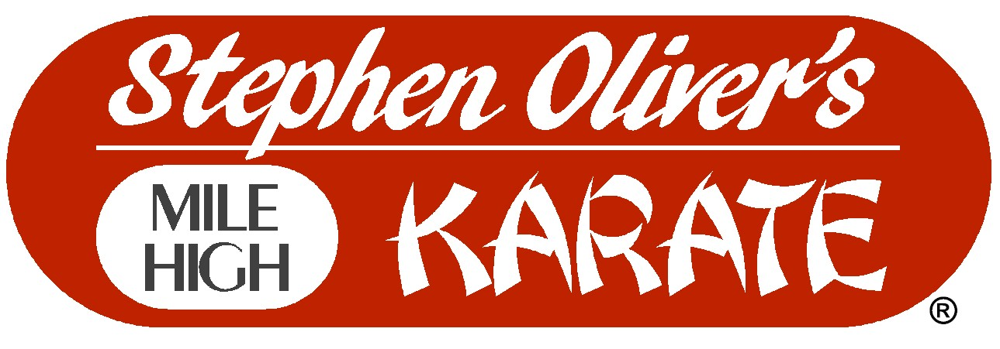 Stephen Oliver's
MILE
HIGH
KARATE
®